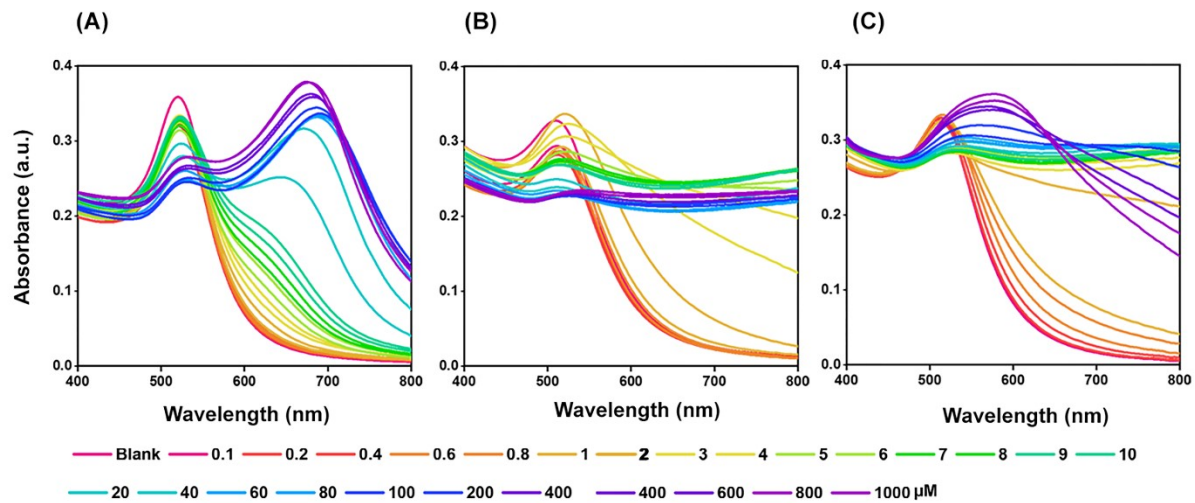 (A) (B) (C)
Absorbance (a.u.)
0.4 0.4 0.4
0.3 0.3 0.3
0.2 0.2 0.2
0.1 0.1 0.1
0.0 0.0 0.0
400 500 600 700 800 400 500 600 700 800 400 500 600 700 800
Wavelength (nm) Wavelength (nm) Wavelength (nm)
Blank 0.1 0.2 0.4 0.6 0.8 1 2 3 4 5 6 7 8 9 10
20 40 60 80 100 200 400 400 600 800 1000 μM